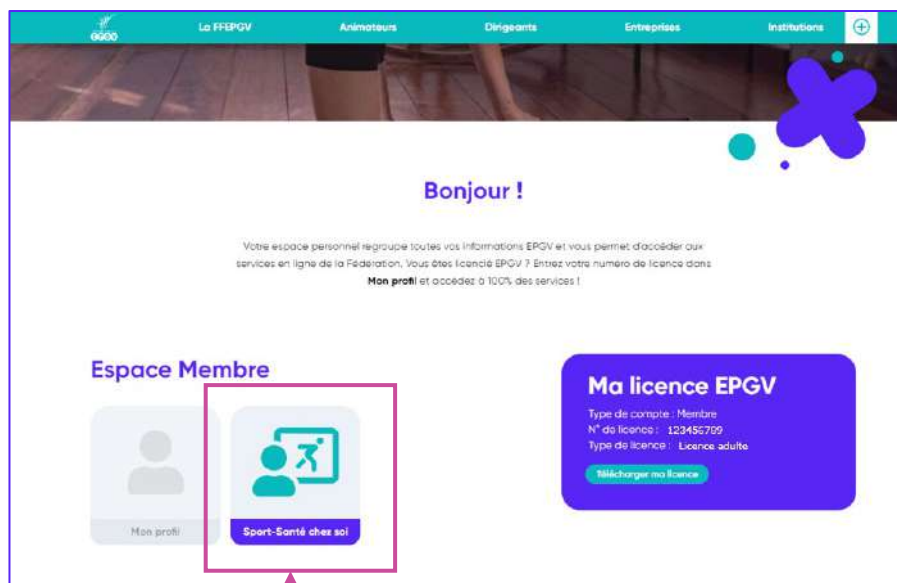 La FFEPGV
Animateurs
Dirigeants
Entreprises
Institutions
Bonjour !
Votre espace personnel regroupe toutes vos informations EPGV et vous permet d'accéder aux
services en ligne de la Fédération. Vous êtes licencié EPGV ? Entrez votre numéro de licence dans
Mon profil et accédez à 100% des services !
Espace Membre
Mon profil
Sport-Santé chez soi
Ma licence EPGV
Type de compte : Membre
N° de licence : 123456789
Type de licence : Licence adulte
Télécharger ma licence